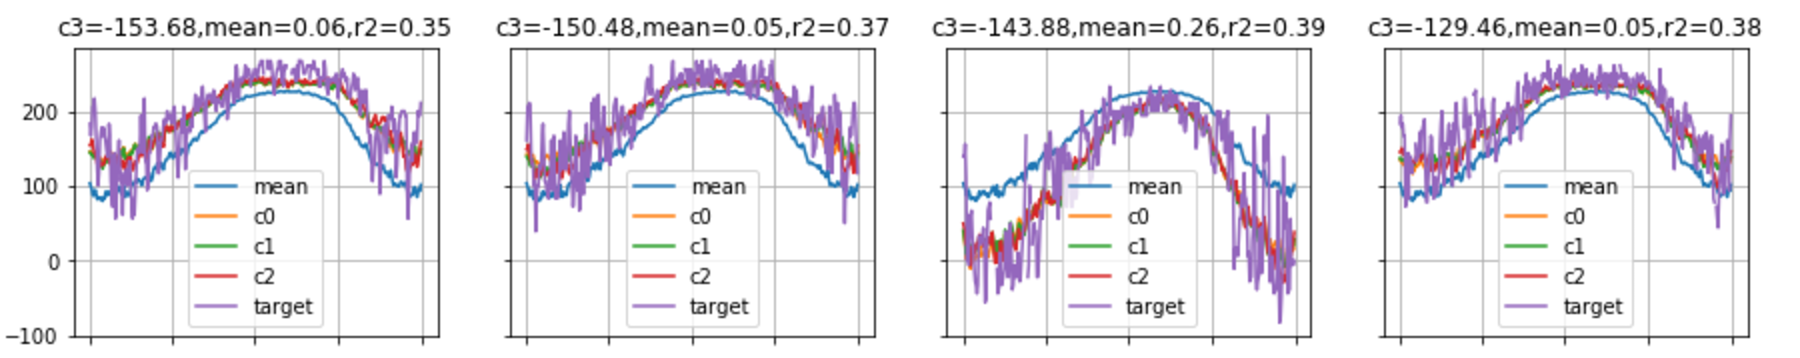 c3=-153.68,mean=0.06,r2=0.35
c3=-150.48,mean=0.05,r2=0.37
c3=-143.88,mean=0.26,r2=0.39
c3=-129.46,mean=0.05,r2=0.38
200
100
0
−100
mean
c0
c1
c2
target
mean
c0
c1
c2
target
mean
c0
c1
c2
target
mean
c0
c1
c2
target